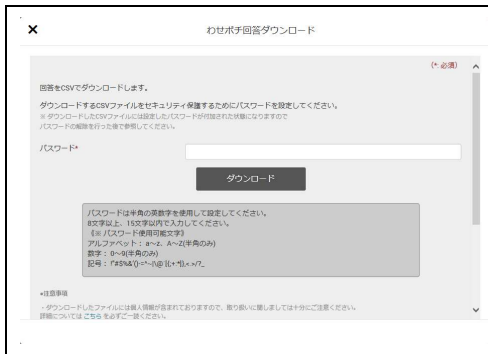 ×
わせポチ回答ダウンロード
(*: 必須)
回答をCSVでダウンロードします。
ダウンロードするCSVファイルをセキュリティ保護するためにパスワードを設定してください。
※ ダウンロードしたCSVファイルには設定したパスワードが付加された状態になりますので
パスワードの解除を行った後で参照してください。
パスワード*
ダウンロード
パスワードは半角の英数字を使用して設定してください。
8文字以上、15文字以内で入力してください。
《※ パスワード使用可能文字》
アルファベット： a～z、A～Z(半角のみ)
数字： 0～9(半角のみ)
記号：
*注意事項
・ダウンロードしたファイルには個人情報が含まれておりますので、取り扱いに関しましては十分にご注意ください。
詳細については こちら を必ずご一読ください。